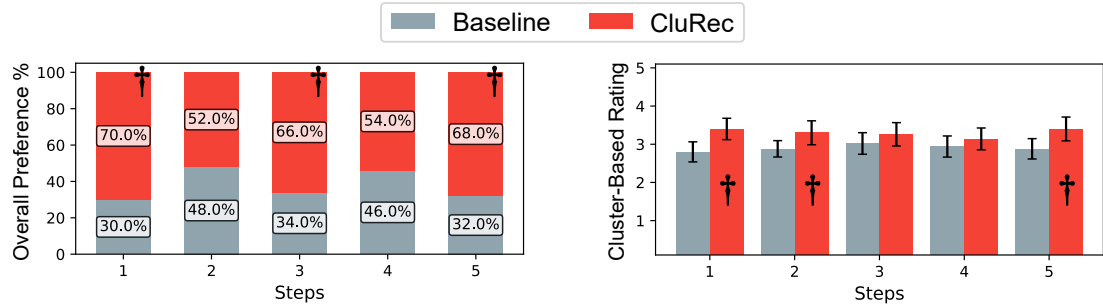 Baseline CluRec
Overall Preference %
100
80
60
40
20
0
† † †
70.0% 52.0% 66.0% 54.0% 68.0%
30.0% 48.0% 34.0% 46.0% 32.0%
1 2 3 4 5
Steps
Cluster-Based Rating
5
4
3
2
1
† † †
1 2 3 4 5
Steps